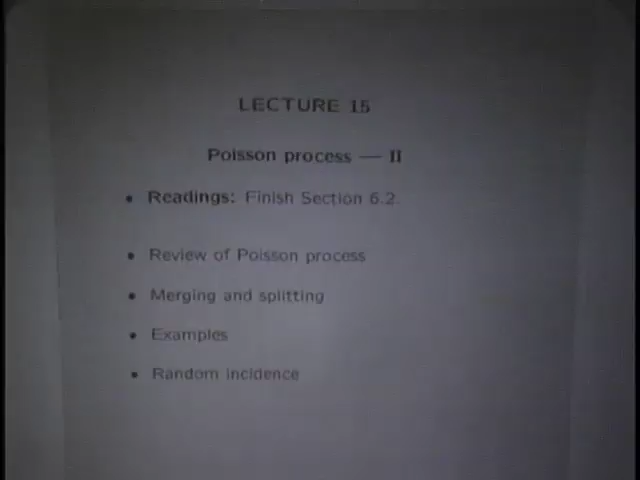 LECTURE 15
Poisson process — II
• Readings: Finish Section 6.2.
• Review of Poisson process
• Merging and splitting
• Examples
• Random incidence